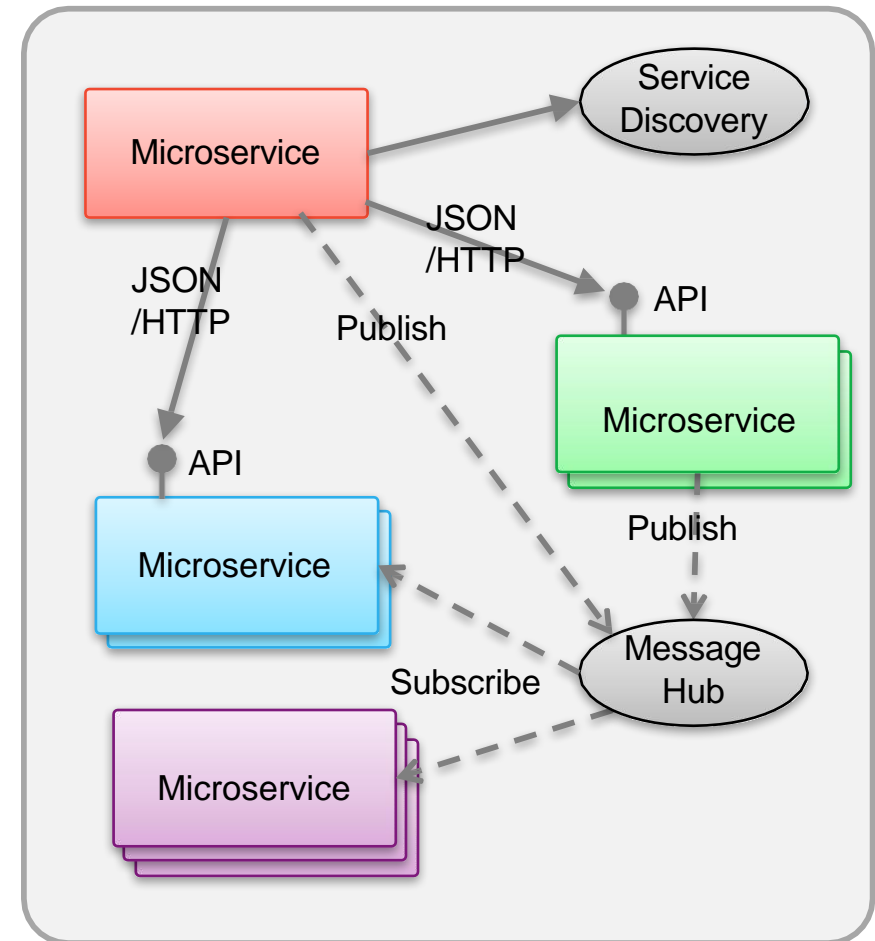 Service
Discovery
Microservice
JSON
/HTTP
JSON
/HTTP
API
Publish
Microservice
API
Publish
Microservice
Message
Hub
Subscribe
Microservice